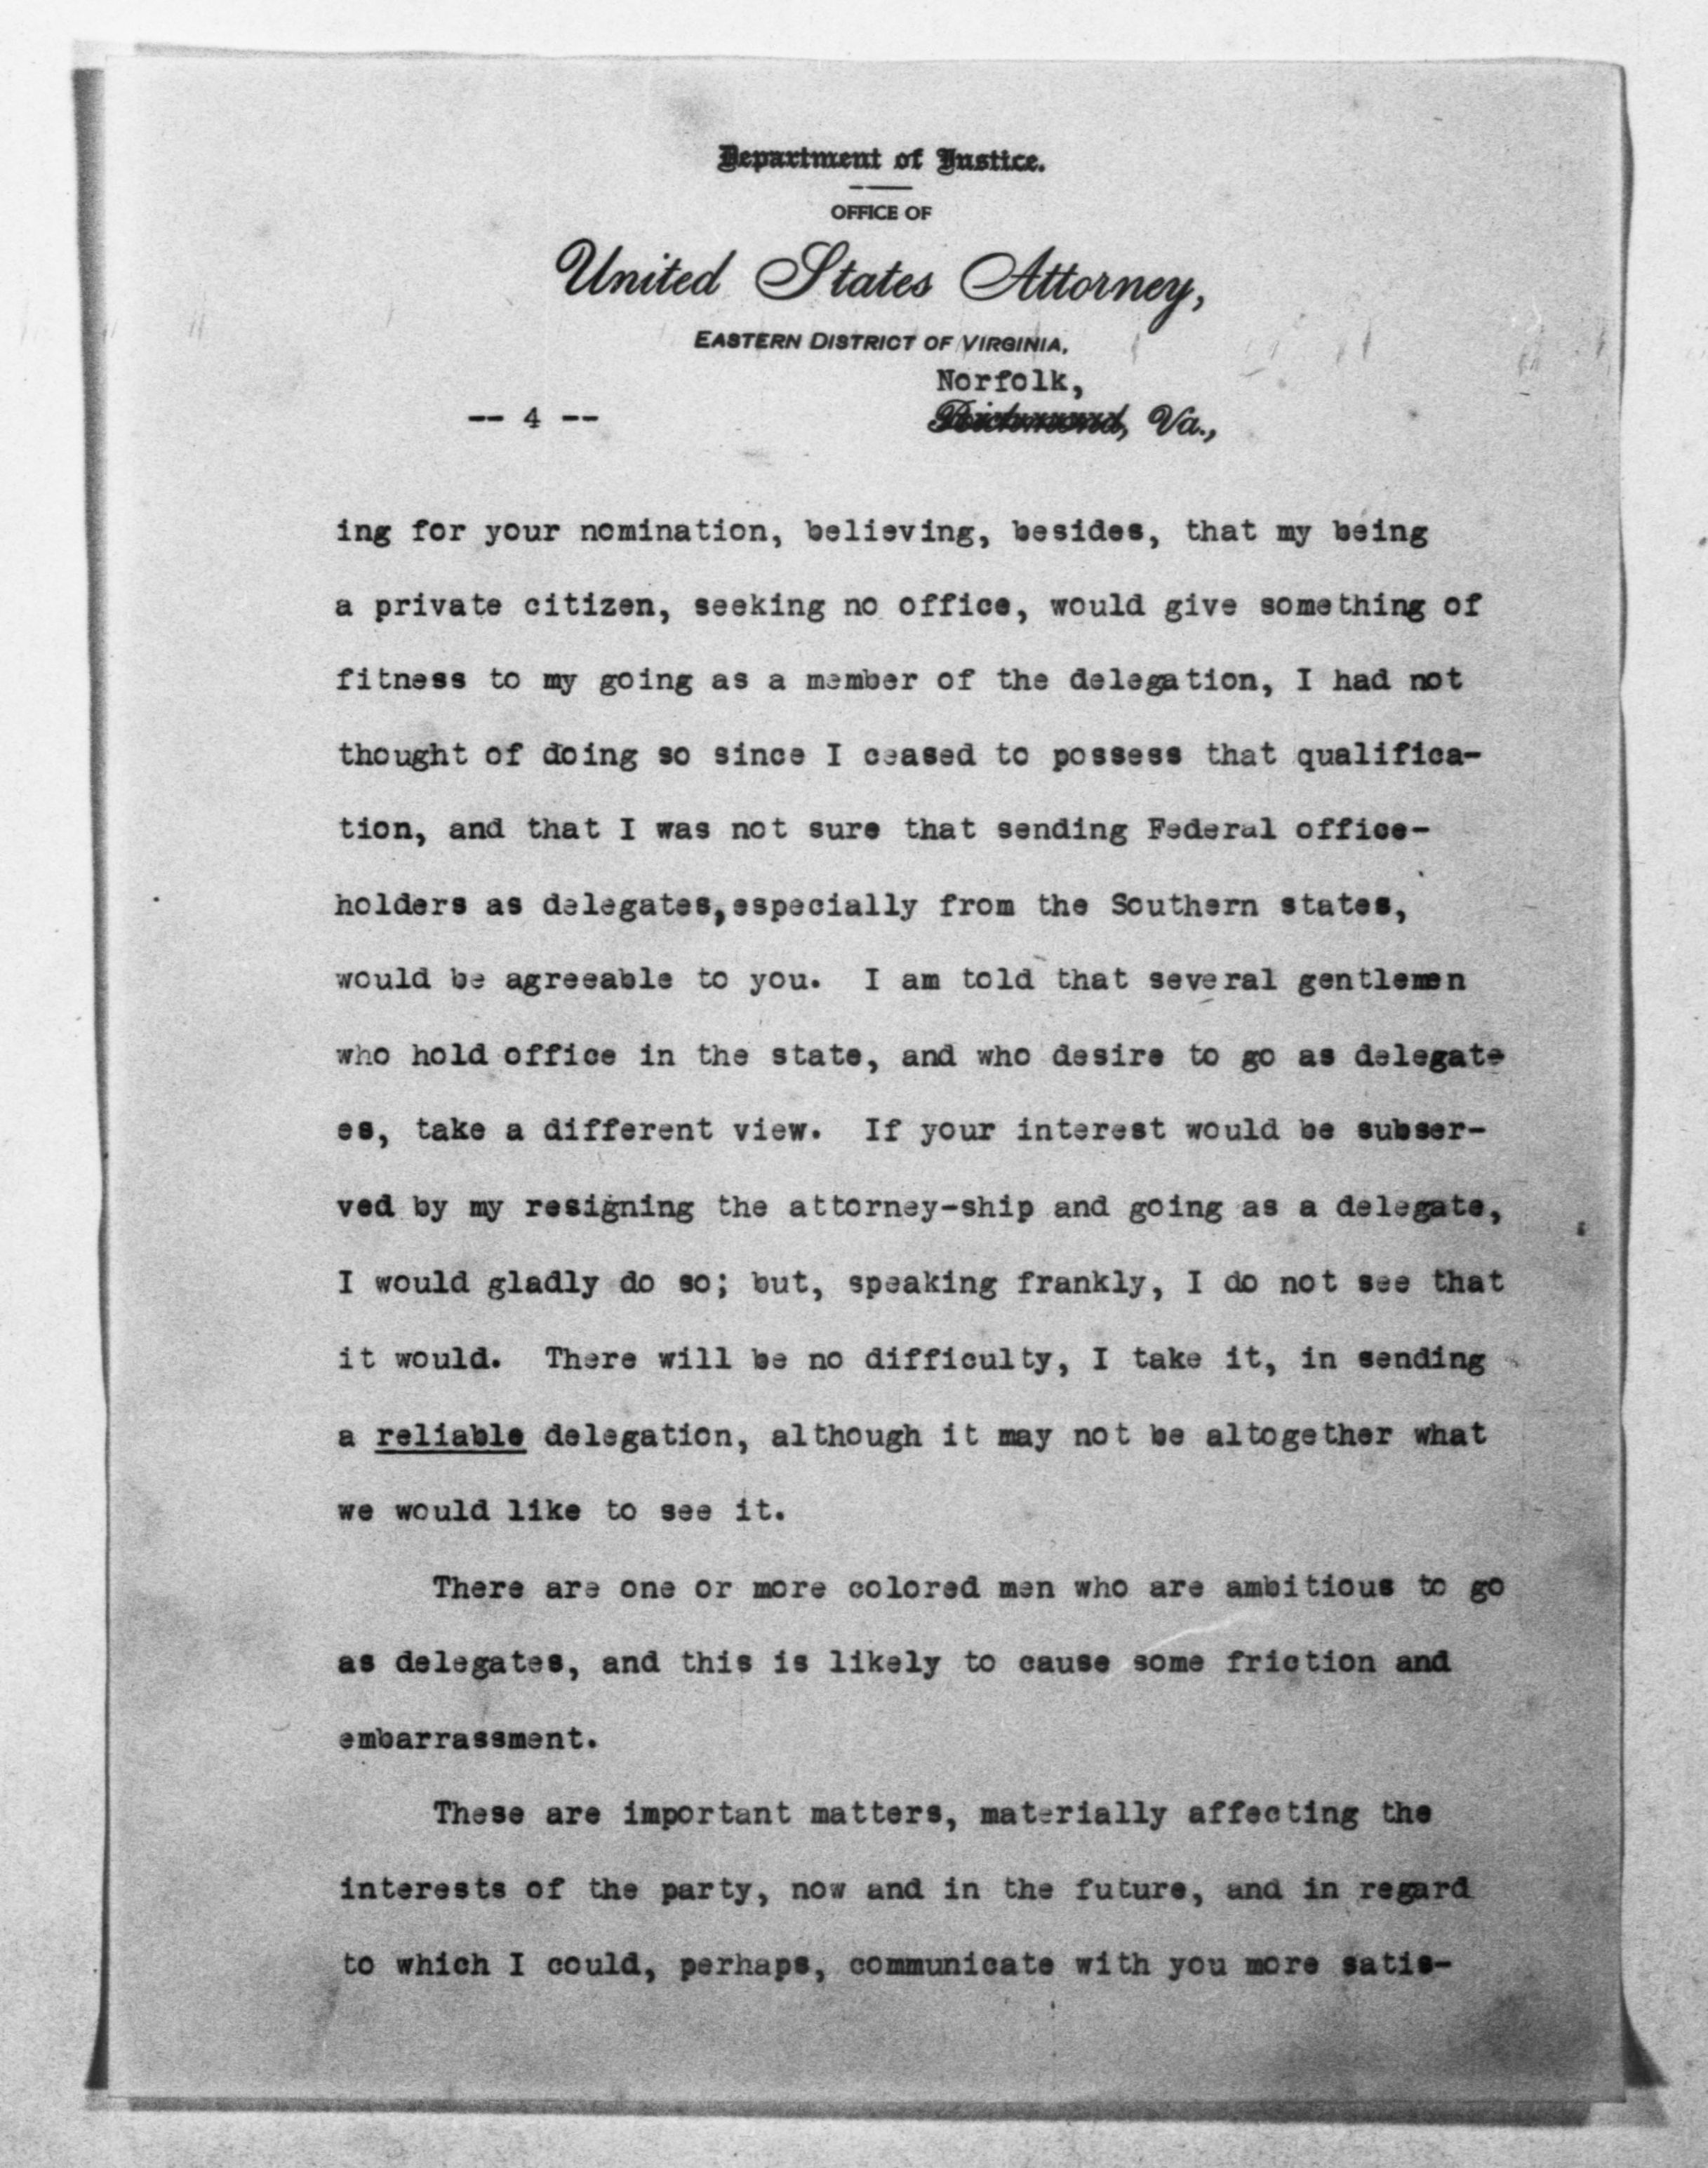 Department of Justice.
OFFICE OF
United States Attorney,
EASTERN DISTRICT OF VIRGINIA,
Norfolk,
-- 4 -- Richmond, Va.,
ing for your nomination, believing, besides, that my being
a private citizen, seeking no office, would give something of
fitness to my going as a member of the delegation, I had not
thought of doing so since I ceased to possess that qualifica-
tion, and that I was not sure that sending Federal office-
holders as delegates,especially from the Southern states,
would be agreeable to you. I am told that several gentlemen
who hold office in the state, and who desire to go as delegate
es, take a different view. If your interest would be subser-
ved by my resigning the attorney-ship and going as a delegate,
I would gladly do so; but, speaking frankly, I do not see that
it would. There will be no difficulty, I take it, in sending
a reliable delegation, although it may not be altogether what
we would like to see it.
There are one or more colored men who are ambitious to go
as delegates, and this is likely to cause some friction and
embarrassment.
These are important matters, materially affecting the
interests of the party, now and in the future, and in regard
to which I could, perhaps, communicate with you more satis-